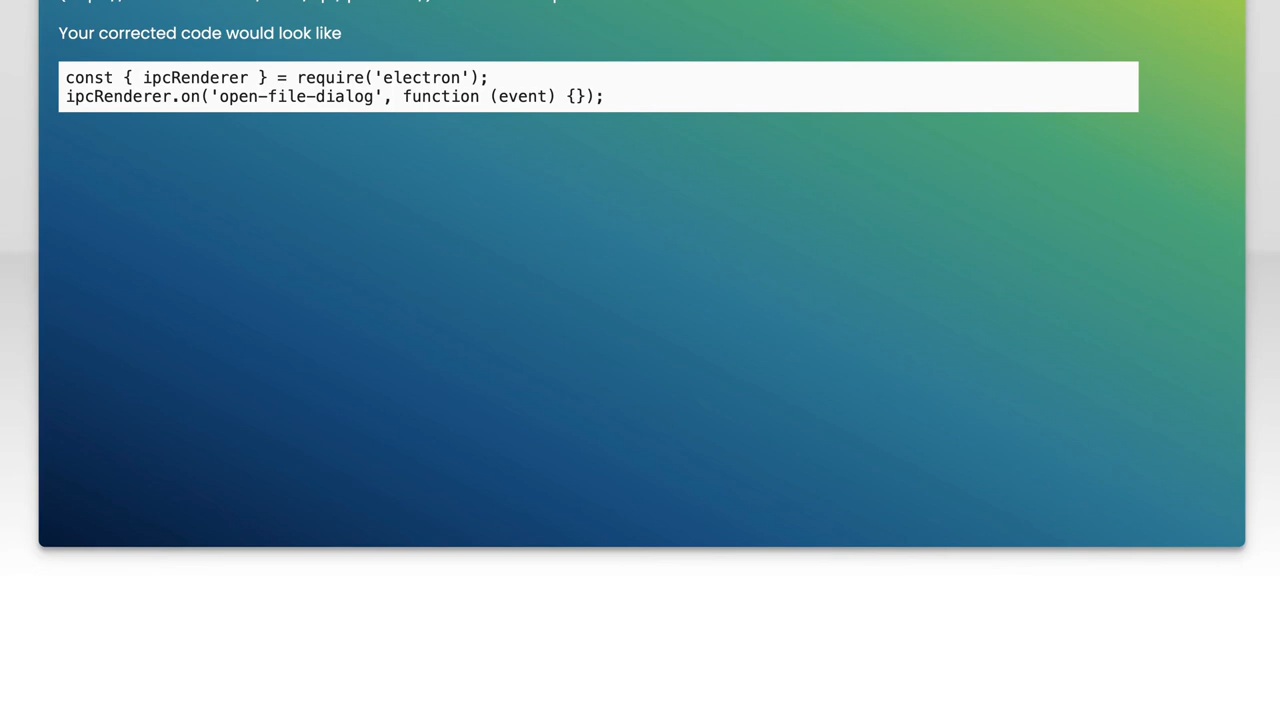 Your corrected code would look like
const { ipcRenderer } = require('electron');
ipcRenderer.on('open-file-dialog', function (event) {});